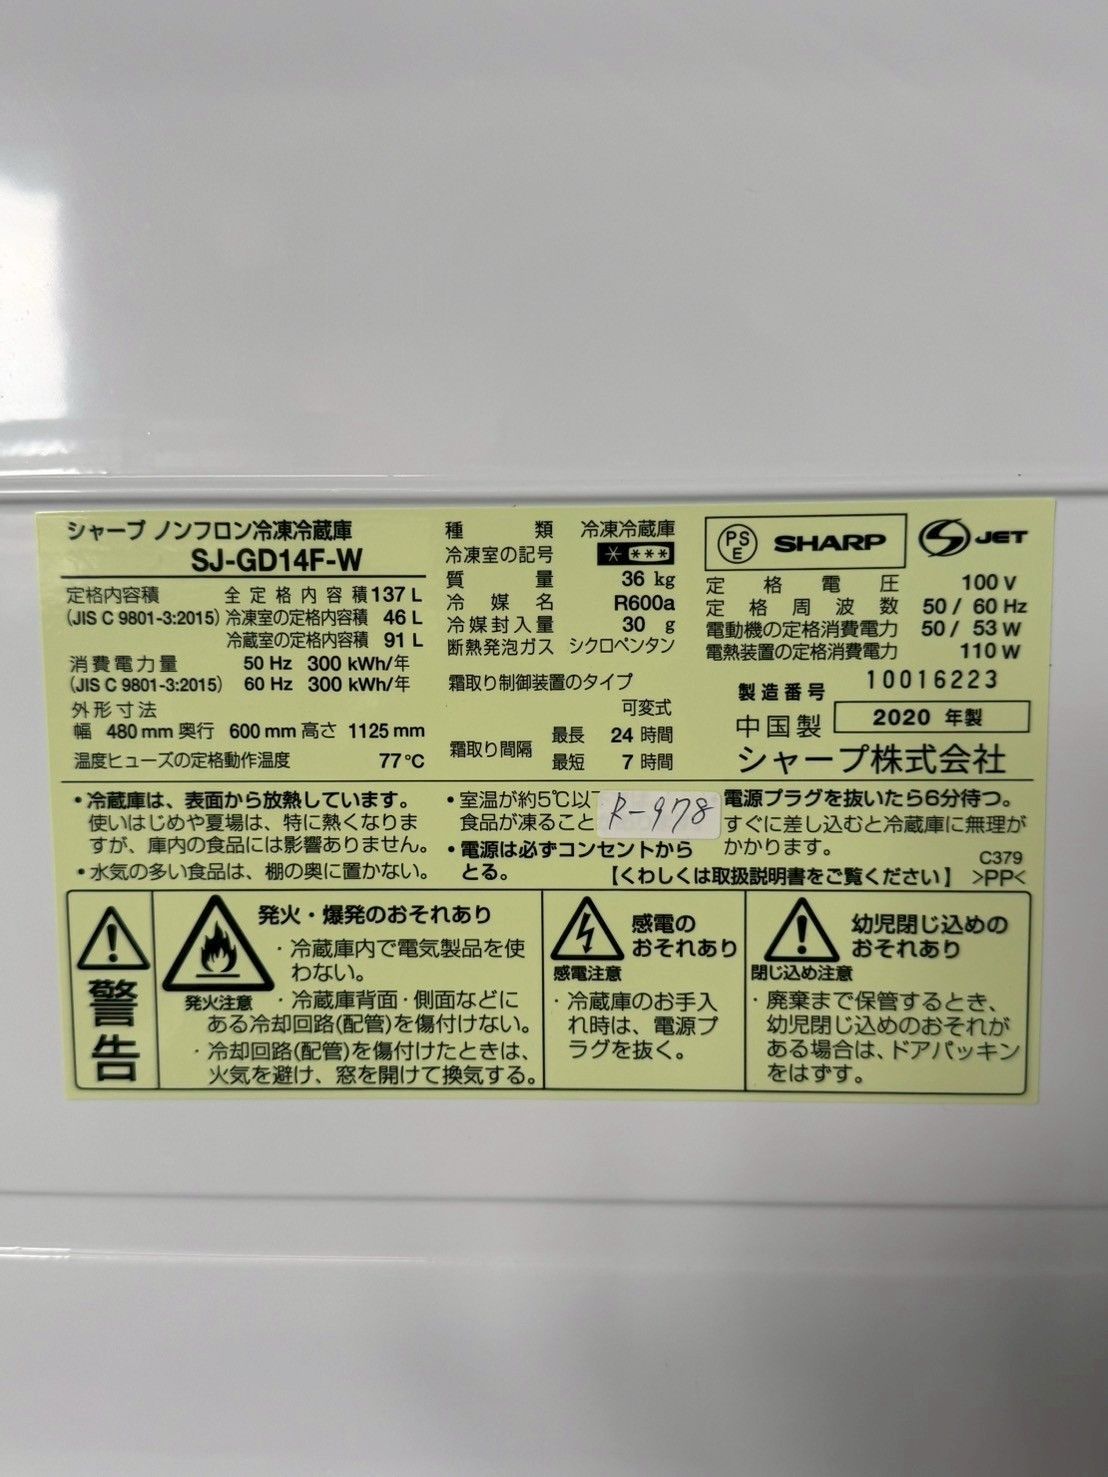 シャープ ノンフロン冷凍冷蔵庫
SJ-GD14F-W
定格内容積 全定格内容積 137 L
(JIS C 9801-3:2015) 冷凍室の定格内容積 46 L
冷蔵室の定格内容積 91 L
消費電力量 50 Hz 300 kWh/年
(JIS C 9801-3:2015) 60 Hz 300 kWh/年
外形寸法
幅 480 mm 奥行 600 mm 高さ 1125 mm
温度ヒューズの定格動作温度 77℃
種類 冷凍冷蔵庫
冷凍室の記号 * ***
質量 36 kg
冷媒名 R600a
冷媒封入量 30 g
断熱発泡ガス シクロペンタン
霜取り制御装置のタイプ
可変式
霜取り間隔 最長 24 時間
最短 7 時間
PS E SHARP S JET
定格電圧 100 V
定格周波数 50 / 60 Hz
電動機の定格消費電力 50 / 53 W
電熱装置の定格消費電力 110 W
製造番号 10016223
中国製 2020 年製
シャープ株式会社
・冷蔵庫は、表面から放熱しています。
使いはじめや夏場は、特に熱くなりま
すが、庫内の食品には影響ありません。
・水気の多い食品は、棚の奥に置かない。
・室温が約5℃以
食品が凍ること
R-978
・電源は必ずコンセントから
とる。
電源プラグを抜いたら6分待つ。
すぐに差し込むと冷蔵庫に無理が
かかります。
C379
【くわしくは取扱説明書をご覧ください】 >PP<
警告
発火・爆発のおそれあり
発火注意
・冷蔵庫内で電気製品を使
わない。
・冷蔵庫背面・側面などに
ある冷却回路(配管)を傷付けない。
・冷却回路(配管)を傷付けたときは、
火気を避け、窓を開けて換気する。
感電の
おそれあり
感電注意
・冷蔵庫のお手入
れ時は、電源プ
ラグを抜く。
幼児閉じ込めの
おそれあり
閉じ込め注意
・廃棄まで保管するとき、
幼児閉じ込めのおそれが
ある場合は、ドアパッキン
をはずす。